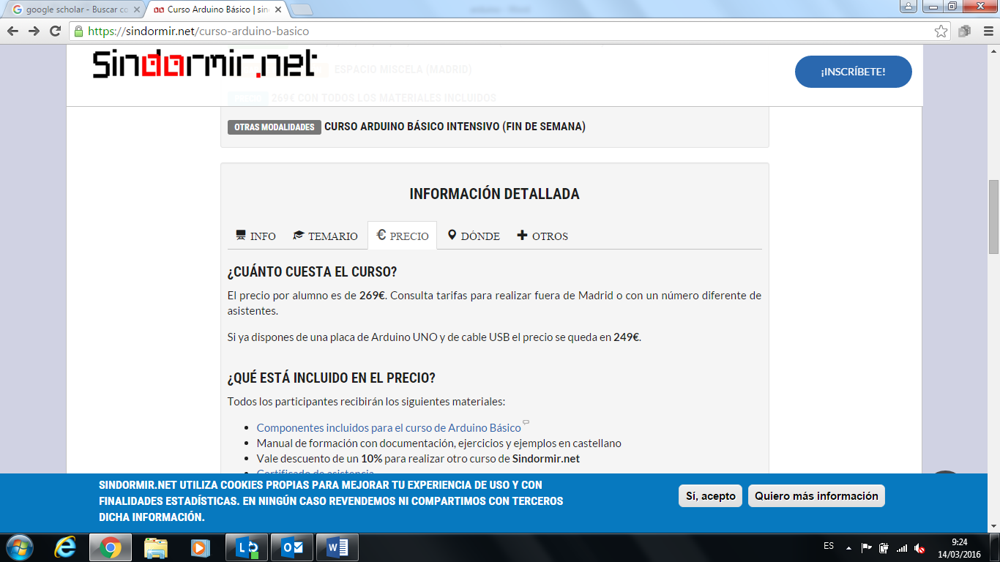 google scholar - Buscar co
Curso Arduino Básico | sin
https://sindormir.net/curso-arduino-basico
Sindormir.net
¡INSCRÍBETE!
ESPACIO MISCELA (MADRID)
269€ CON TODOS LOS MATERIALES INCLUIDOS
OTRAS MODALIDADES CURSO ARDUINO BÁSICO INTENSIVO (FIN DE SEMANA)
INFORMACIÓN DETALLADA
INFO TEMARIO € PRECIO DÓNDE OTROS
¿CUÁNTO CUESTA EL CURSO?
El precio por alumno es de 269€. Consulta tarifas para realizar fuera de Madrid o con un número diferente de
asistentes.
Si ya dispones de una placa de Arduino UNO y de cable USB el precio se queda en 249€.
¿QUÉ ESTÁ INCLUIDO EN EL PRECIO?
Todos los participantes recibirán los siguientes materiales:
• Componentes incluidos para el curso de Arduino Básico
• Manual de formación con documentación, ejercicios y ejemplos en castellano
• Vale descuento de un 10% para realizar otro curso de Sindormir.net
• Certificado de asistencia
SINDORMIR.NET UTILIZA COOKIES PROPIAS PARA MEJORAR TU EXPERIENCIA DE USO Y CON
FINALIDADES ESTADÍSTICAS. EN NINGÚN CASO REVENDEMOS NI COMPARTIMOS CON TERCEROS
DICHA INFORMACIÓN.
Sí, acepto
Quiero más información
ES
9:24
14/03/2016